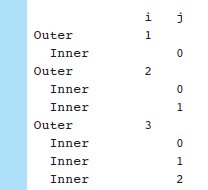 i j
Outer 1
Inner 0
Outer 2
Inner 0
Inner 1
Outer 3
Inner 0
Inner 1
Inner 2